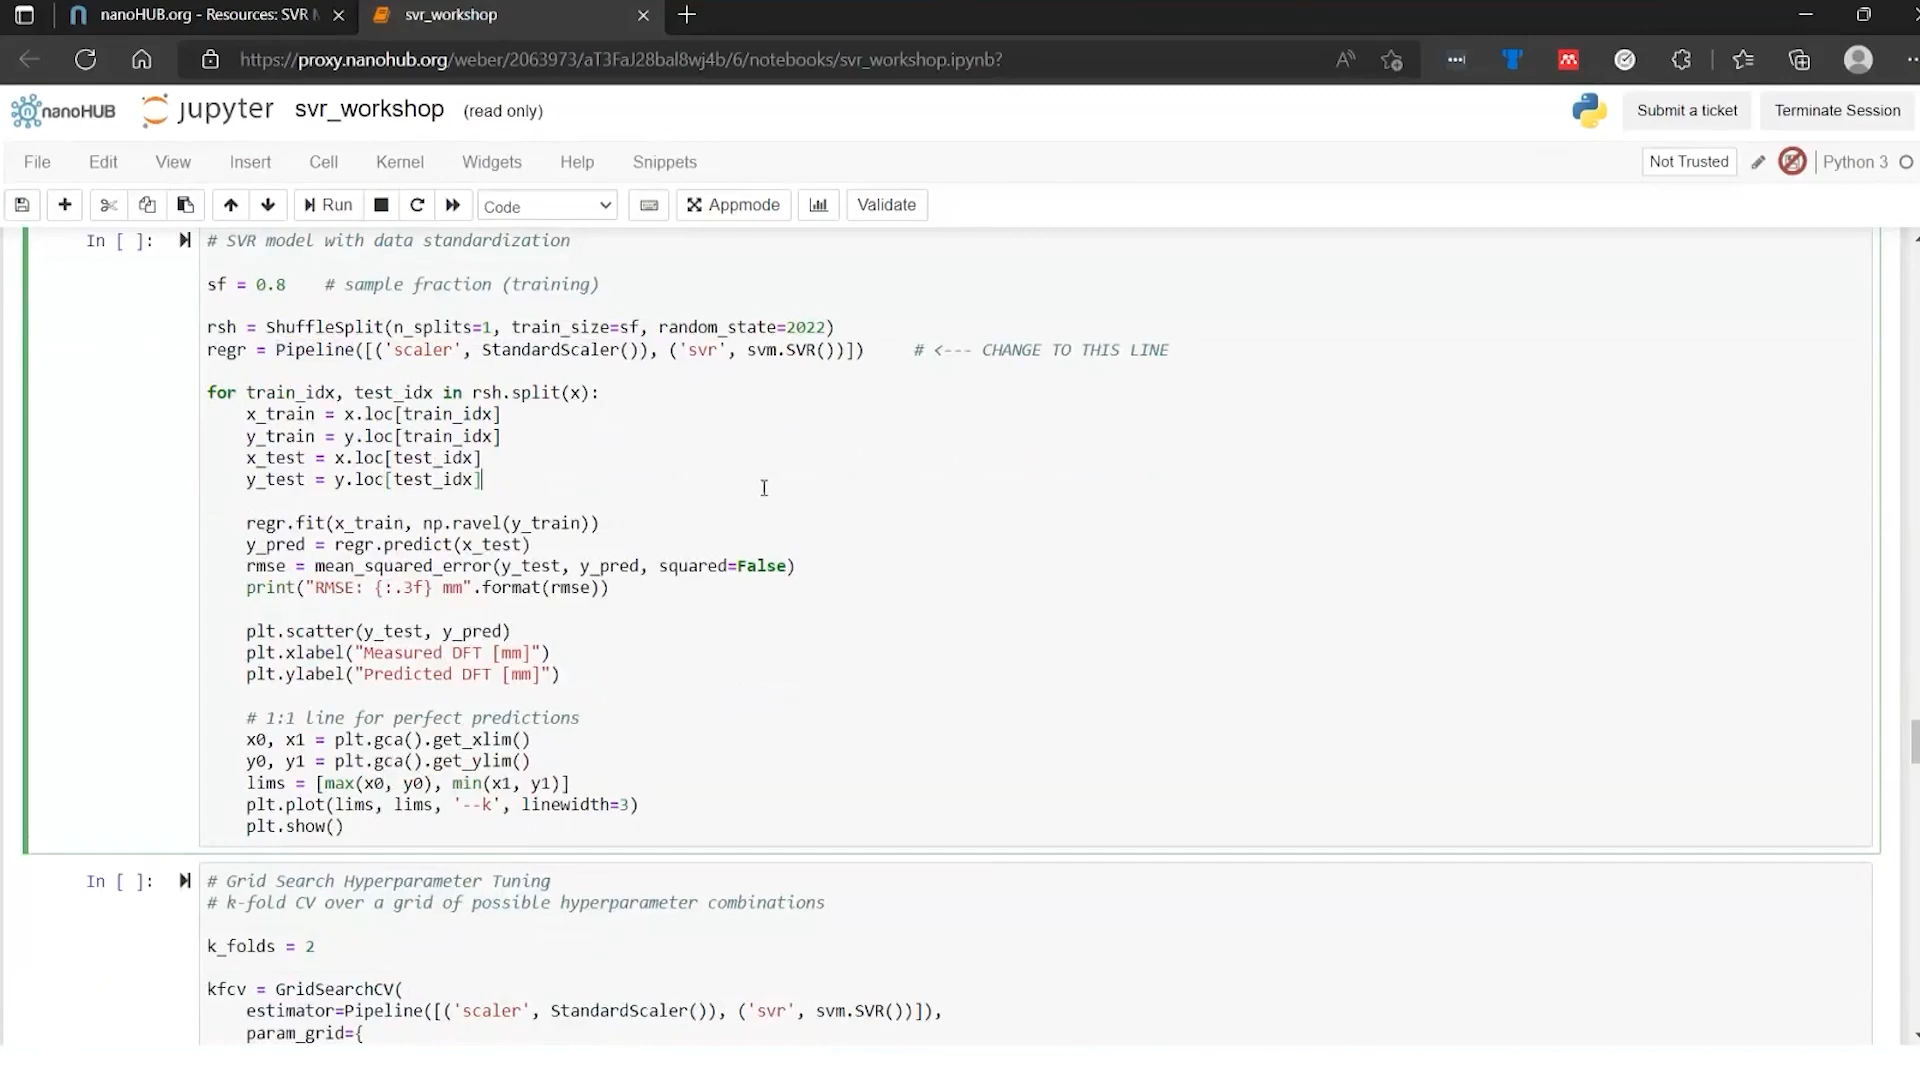 nanoHUB.org - Resources: SVR
svr_workshop
https://proxy.nanohub.org/weber/2063973/aT3FaJ28bal8wj4b/6/notebooks/svr_workshop.ipynb?
nanoHUB jupyter svr_workshop (read only) Submit a ticket Terminate Session
File Edit View Insert Cell Kernel Widgets Help Snippets Not Trusted Python 3
Run Code Appmode Validate
In [ ]: # SVR model with data standardization
sf = 0.8    # sample fraction (training)
rsh = ShuffleSplit(n_splits=1, train_size=sf, random_state=2022)
regr = Pipeline([('scaler', StandardScaler()), ('svr', svm.SVR())])     # <--- CHANGE TO THIS LINE
for train_idx, test_idx in rsh.split(x):
    x_train = x.loc[train_idx]
    y_train = y.loc[train_idx]
    x_test = x.loc[test_idx]
    y_test = y.loc[test_idx]
    regr.fit(x_train, np.ravel(y_train))
    y_pred = regr.predict(x_test)
    rmse = mean_squared_error(y_test, y_pred, squared=False)
    print("RMSE: {:.3f} mm".format(rmse))
    plt.scatter(y_test, y_pred)
    plt.xlabel("Measured DFT [mm]")
    plt.ylabel("Predicted DFT [mm]")
    # 1:1 line for perfect predictions
    x0, x1 = plt.gca().get_xlim()
    y0, y1 = plt.gca().get_ylim()
    lims = [max(x0, y0), min(x1, y1)]
    plt.plot(lims, lims, '--k', linewidth=3)
    plt.show()
In [ ]: # Grid Search Hyperparameter Tuning
# k-fold CV over a grid of possible hyperparameter combinations
k_folds = 2
kfcv = GridSearchCV(
    estimator=Pipeline([('scaler', StandardScaler()), ('svr', svm.SVR())]),
    param_grid={